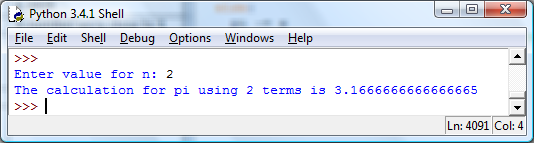 Python 3.4.1 Shell
File Edit Shell Debug Options Windows Help
>>>
Enter value for n: 2
The calculation for pi using 2 terms is 3.1666666666666665
>>>
Ln: 4091 Col: 4